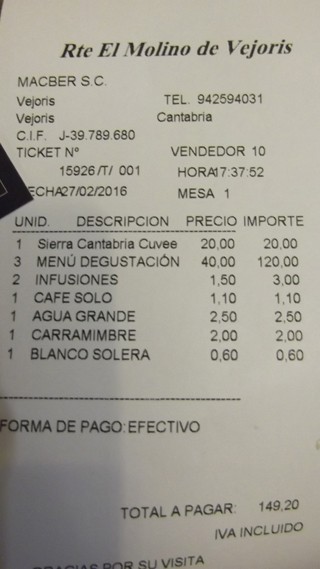 Rte El Molino de Vejoris
MACBER S.C.
Vejoris TEL. 942594031
Vejoris Cantabria
C.I.F. J-39.789.680
TICKET Nº VENDEDOR 10
15926 /T/ 001 HORA17:37:52
ECHA27/02/2016 MESA 1
UNID. DESCRIPCION PRECIO IMPORTE
1 Sierra Cantabria Cuvee 20,00 20,00
3 MENÚ DEGUSTACIÓN 40,00 120,00
2 INFUSIONES 1,50 3,00
1 CAFE SOLO 1,10 1,10
1 AGUA GRANDE 2,50 2,50
1 CARRAMIMBRE 2,00 2,00
1 BLANCO SOLERA 0,60 0,60
FORMA DE PAGO:EFECTIVO
TOTAL A PAGAR: 149,20
IVA INCLUIDO
GRACIAS POR SU VISITA